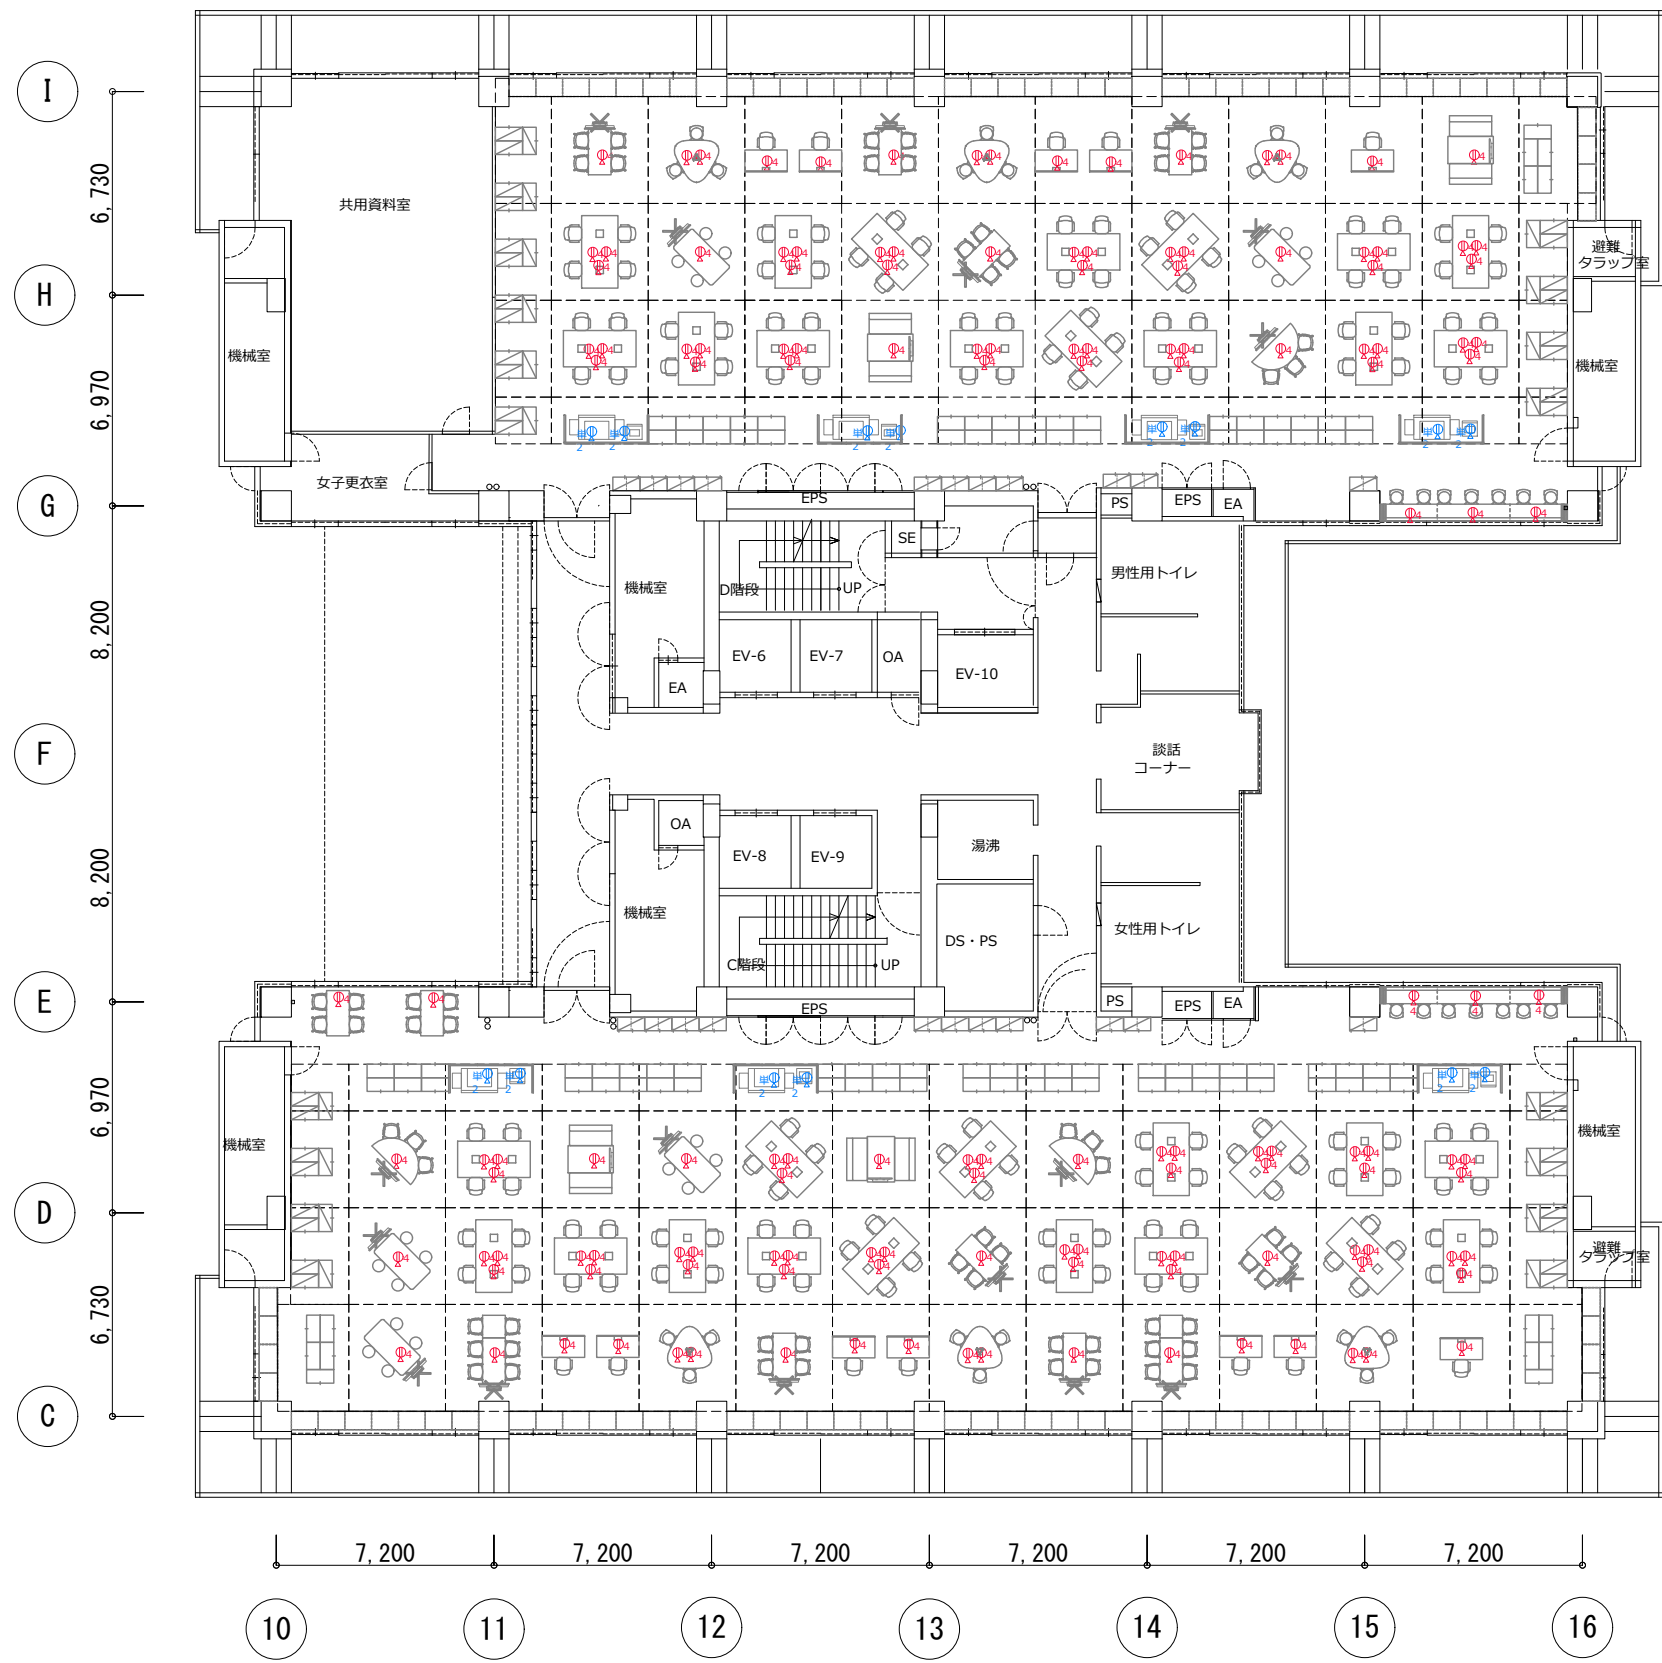 I
H
G
F
E
D
C
6,730
6,970
8,200
8,200
6,970
6,730
共用資料室
機械室
女子更衣室
避難
タラップ室
機械室
EPS
PS
EPS
EA
SE
機械室
D階段
UP
男性用トイレ
EV-6
EV-7
OA
EV-10
EA
談話
コーナー
OA
EV-8
EV-9
湯沸
機械室
C階段
UP
DS・PS
女性用トイレ
EPS
PS
EPS
EA
機械室
機械室
避難
タラップ室
7,200
7,200
7,200
7,200
7,200
7,200
10
11
12
13
14
15
16